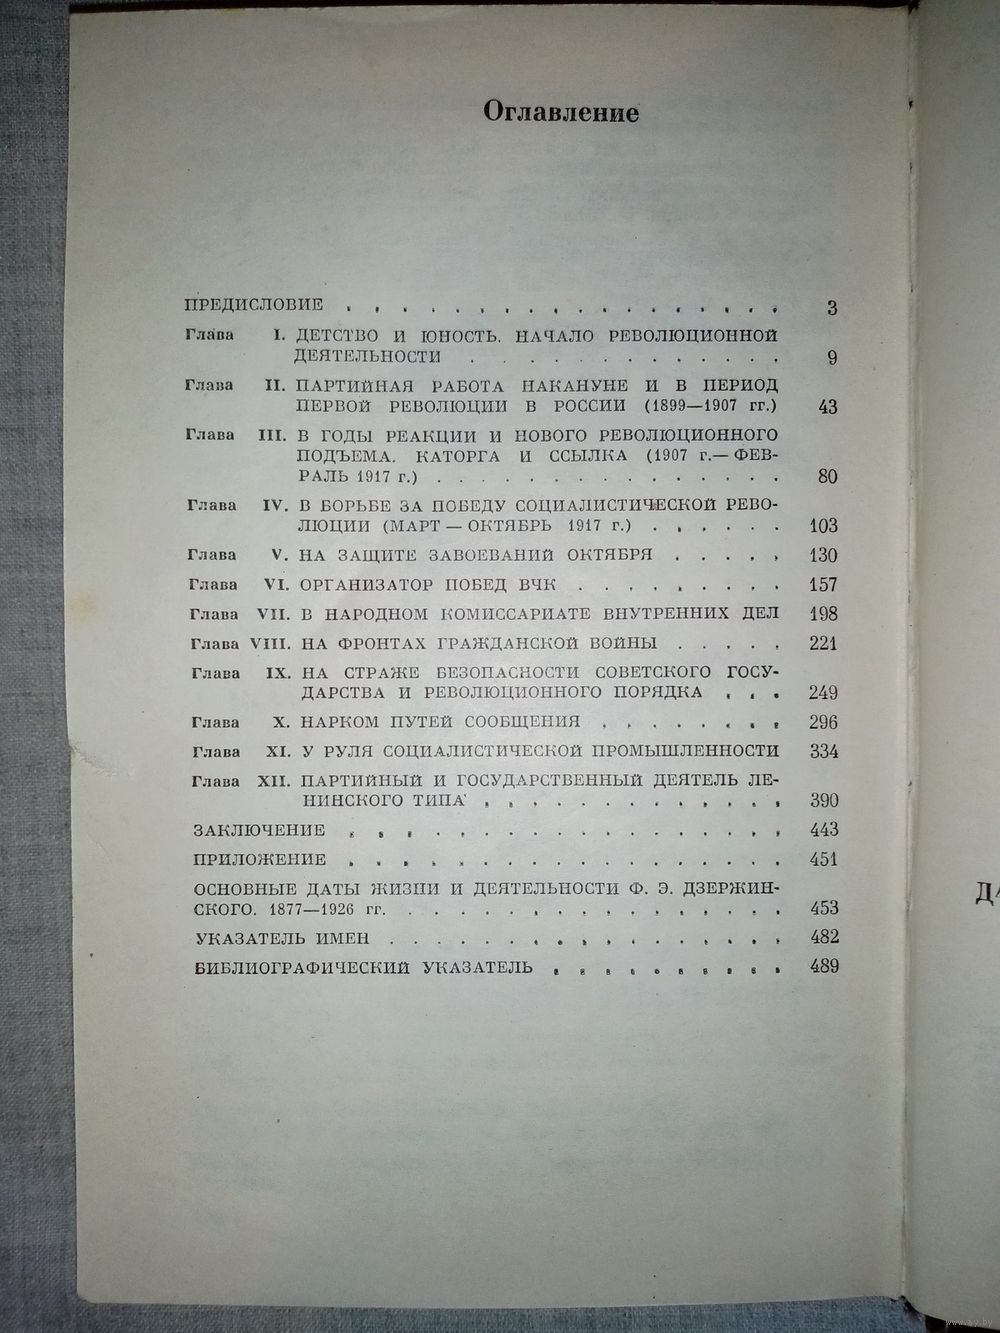 Оглавление
ПРЕДИСЛОВИЕ . . . . . . . . . . . . . . . . . 3
Глава I. ДЕТСТВО И ЮНОСТЬ. НАЧАЛО РЕВОЛЮЦИОННОЙ
ДЕЯТЕЛЬНОСТИ . . . . . . . . . . . . 9
Глава II. ПАРТИЙНАЯ РАБОТА НАКАНУНЕ И В ПЕРИОД
ПЕРВОЙ РЕВОЛЮЦИИ В РОССИИ (1899—1907 гг.) 43
Глава III. В ГОДЫ РЕАКЦИИ И НОВОГО РЕВОЛЮЦИОННОГО
ПОДЪЕМА. КАТОРГА И ССЫЛКА (1907 г.— ФЕВ-
РАЛЬ 1917 г.) . . . . . . . . . . . . . . 80
Глава IV. В БОРЬБЕ ЗА ПОБЕДУ СОЦИАЛИСТИЧЕСКОЙ РЕВО-
ЛЮЦИИ (МАРТ — ОКТЯБРЬ 1917 г.) . . . . . . 103
Глава V. НА ЗАЩИТЕ ЗАВОЕВАНИЙ ОКТЯБРЯ . . . . . 130
Глава VI. ОРГАНИЗАТОР ПОБЕД ВЧК . . . . . . . . . 157
Глава VII. В НАРОДНОМ КОМИССАРИАТЕ ВНУТРЕННИХ ДЕЛ 198
Глава VIII. НА ФРОНТАХ ГРАЖДАНСКОЙ ВОЙНЫ . . . . . 221
Глава IX. НА СТРАЖЕ БЕЗОПАСНОСТИ СОВЕТСКОГО ГОСУ-
ДАРСТВА И РЕВОЛЮЦИОННОГО ПОРЯДКА . . . 249
Глава X. НАРКОМ ПУТЕЙ СООБЩЕНИЯ . . . . . . . . 296
Глава XI. У РУЛЯ СОЦИАЛИСТИЧЕСКОЙ ПРОМЫШЛЕННОСТИ 334
Глава XII. ПАРТИЙНЫЙ И ГОСУДАРСТВЕННЫЙ ДЕЯТЕЛЬ ЛЕ-
НИНСКОГО ТИПА . . . . . . . . . . . . . 390
ЗАКЛЮЧЕНИЕ . . . . . . . . . . . . . . . . . 443
ПРИЛОЖЕНИЕ . . . . . . . . . . . . . . . . . 451
ОСНОВНЫЕ ДАТЫ ЖИЗНИ И ДЕЯТЕЛЬНОСТИ Ф. Э. ДЗЕРЖИН-
СКОГО. 1877—1926 гг. . . . . . . . . . . . . . . . 453
УКАЗАТЕЛЬ ИМЕН . . . . . . . . . . . . . . . . 482
БИБЛИОГРАФИЧЕСКИЙ УКАЗАТЕЛЬ . . . . . . . . . . 489
www.ay.by